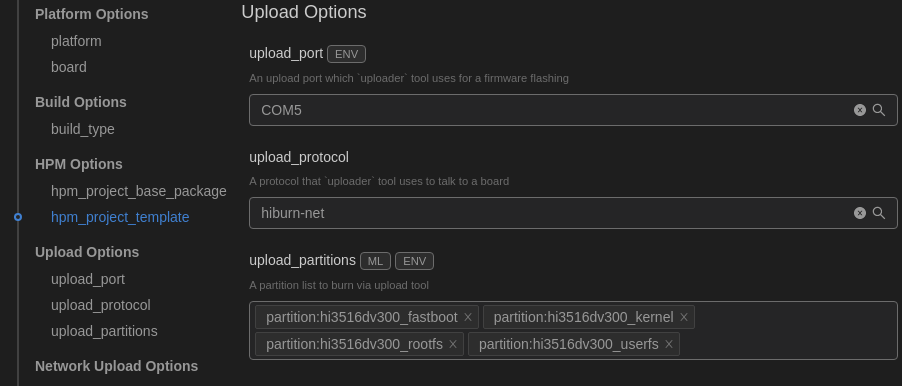 Platform Options
platform
board
Build Options
build_type
HPM Options
hpm_project_base_package
hpm_project_template
Upload Options
upload_port
upload_protocol
upload_partitions
Network Upload Options
Upload Options
upload_port ENV
An upload port which `uploader` tool uses for a firmware flashing
COM5
upload_protocol
A protocol that `uploader` tool uses to talk to a board
hiburn-net
upload_partitions ML ENV
A partition list to burn via upload tool
partition:hi3516dv300_fastboot partition:hi3516dv300_kernel
partition:hi3516dv300_rootfs partition:hi3516dv300_userfs